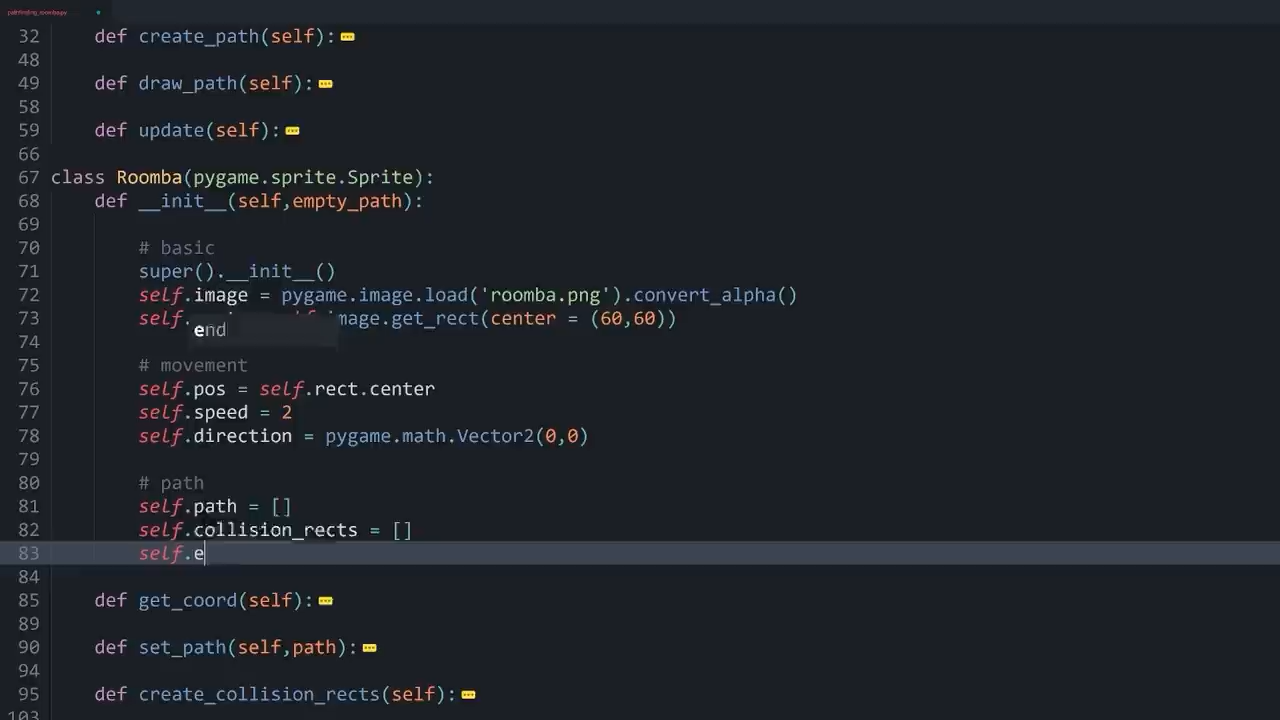 pathfinding_roomba.py
32 def create_path(self):
48
49 def draw_path(self):
58
59 def update(self):
66
67 class Roomba(pygame.sprite.Sprite):
68 def __init__(self,empty_path):
69
70 # basic
71 super().__init__()
72 self.image = pygame.image.load('roomba.png').convert_alpha()
73 self. image.get_rect(center = (60,60))
end
74
75 # movement
76 self.pos = self.rect.center
77 self.speed = 2
78 self.direction = pygame.math.Vector2(0,0)
79
80 # path
81 self.path = []
82 self.collision_rects = []
83 self.e
84
85 def get_coord(self):
89
90 def set_path(self,path):
94
95 def create_collision_rects(self):
103